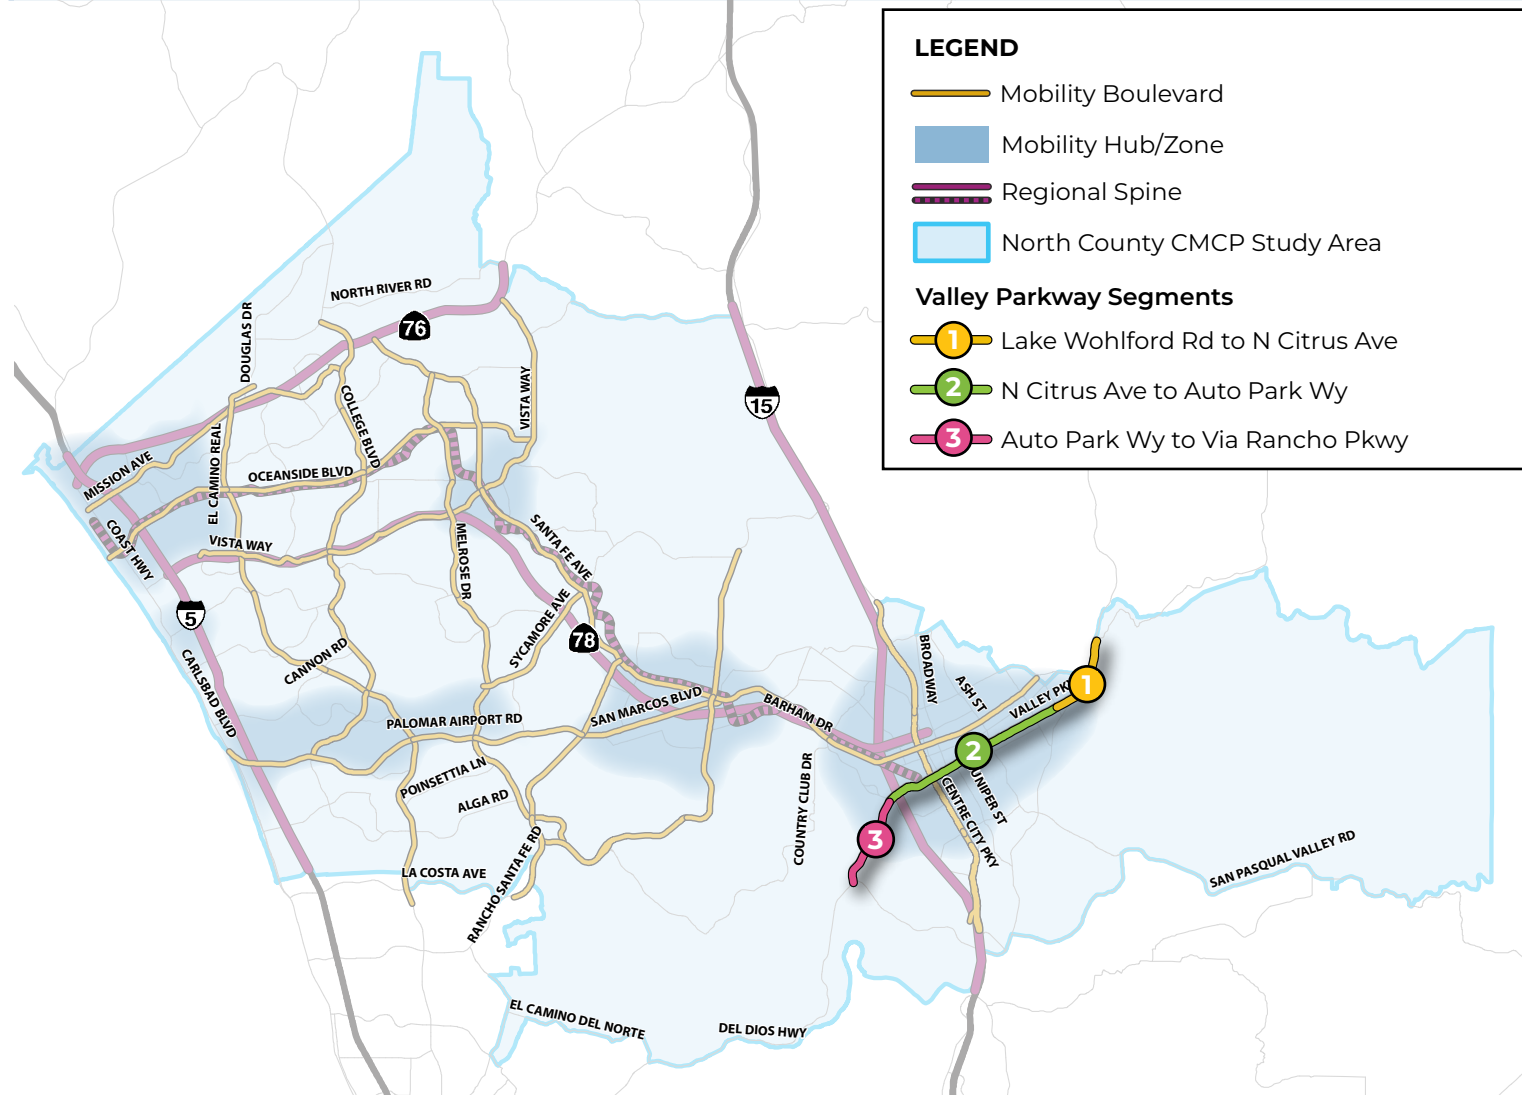 LEGEND
Mobility Boulevard
Mobility Hub/Zone
Regional Spine
North County CMCP Study Area
Valley Parkway Segments
1 Lake Wohlford Rd to N Citrus Ave
2 N Citrus Ave to Auto Park Wy
3 Auto Park Wy to Via Rancho Pkwy
NORTH RIVER RD
76
DOUGLAS DR
COLLEGE BLVD
VISTA WAY
15
EL CAMINO REAL
MISSION AVE
OCEANSIDE BLVD
COAST HWY
VISTA WAY
MELROSE DR
SANTA FE AVE
5
SYCAMORE AVE
78
CANNON RD
CARLSBAD BLVD
PALOMAR AIRPORT RD
SAN MARCOS BLVD
BARHAM DR
BROADWAY
ASH ST
VALLEY PK
1
2
3
POINSETTIA LN
ALGA RD
COUNTRY CLUB DR
CENTRE CITY PKY
UNIPER ST
LA COSTA AVE
RANCHO SANTA FE RD
SAN PASQUAL VALLEY RD
EL CAMINO DEL NORTE
DEL DIOS HWY